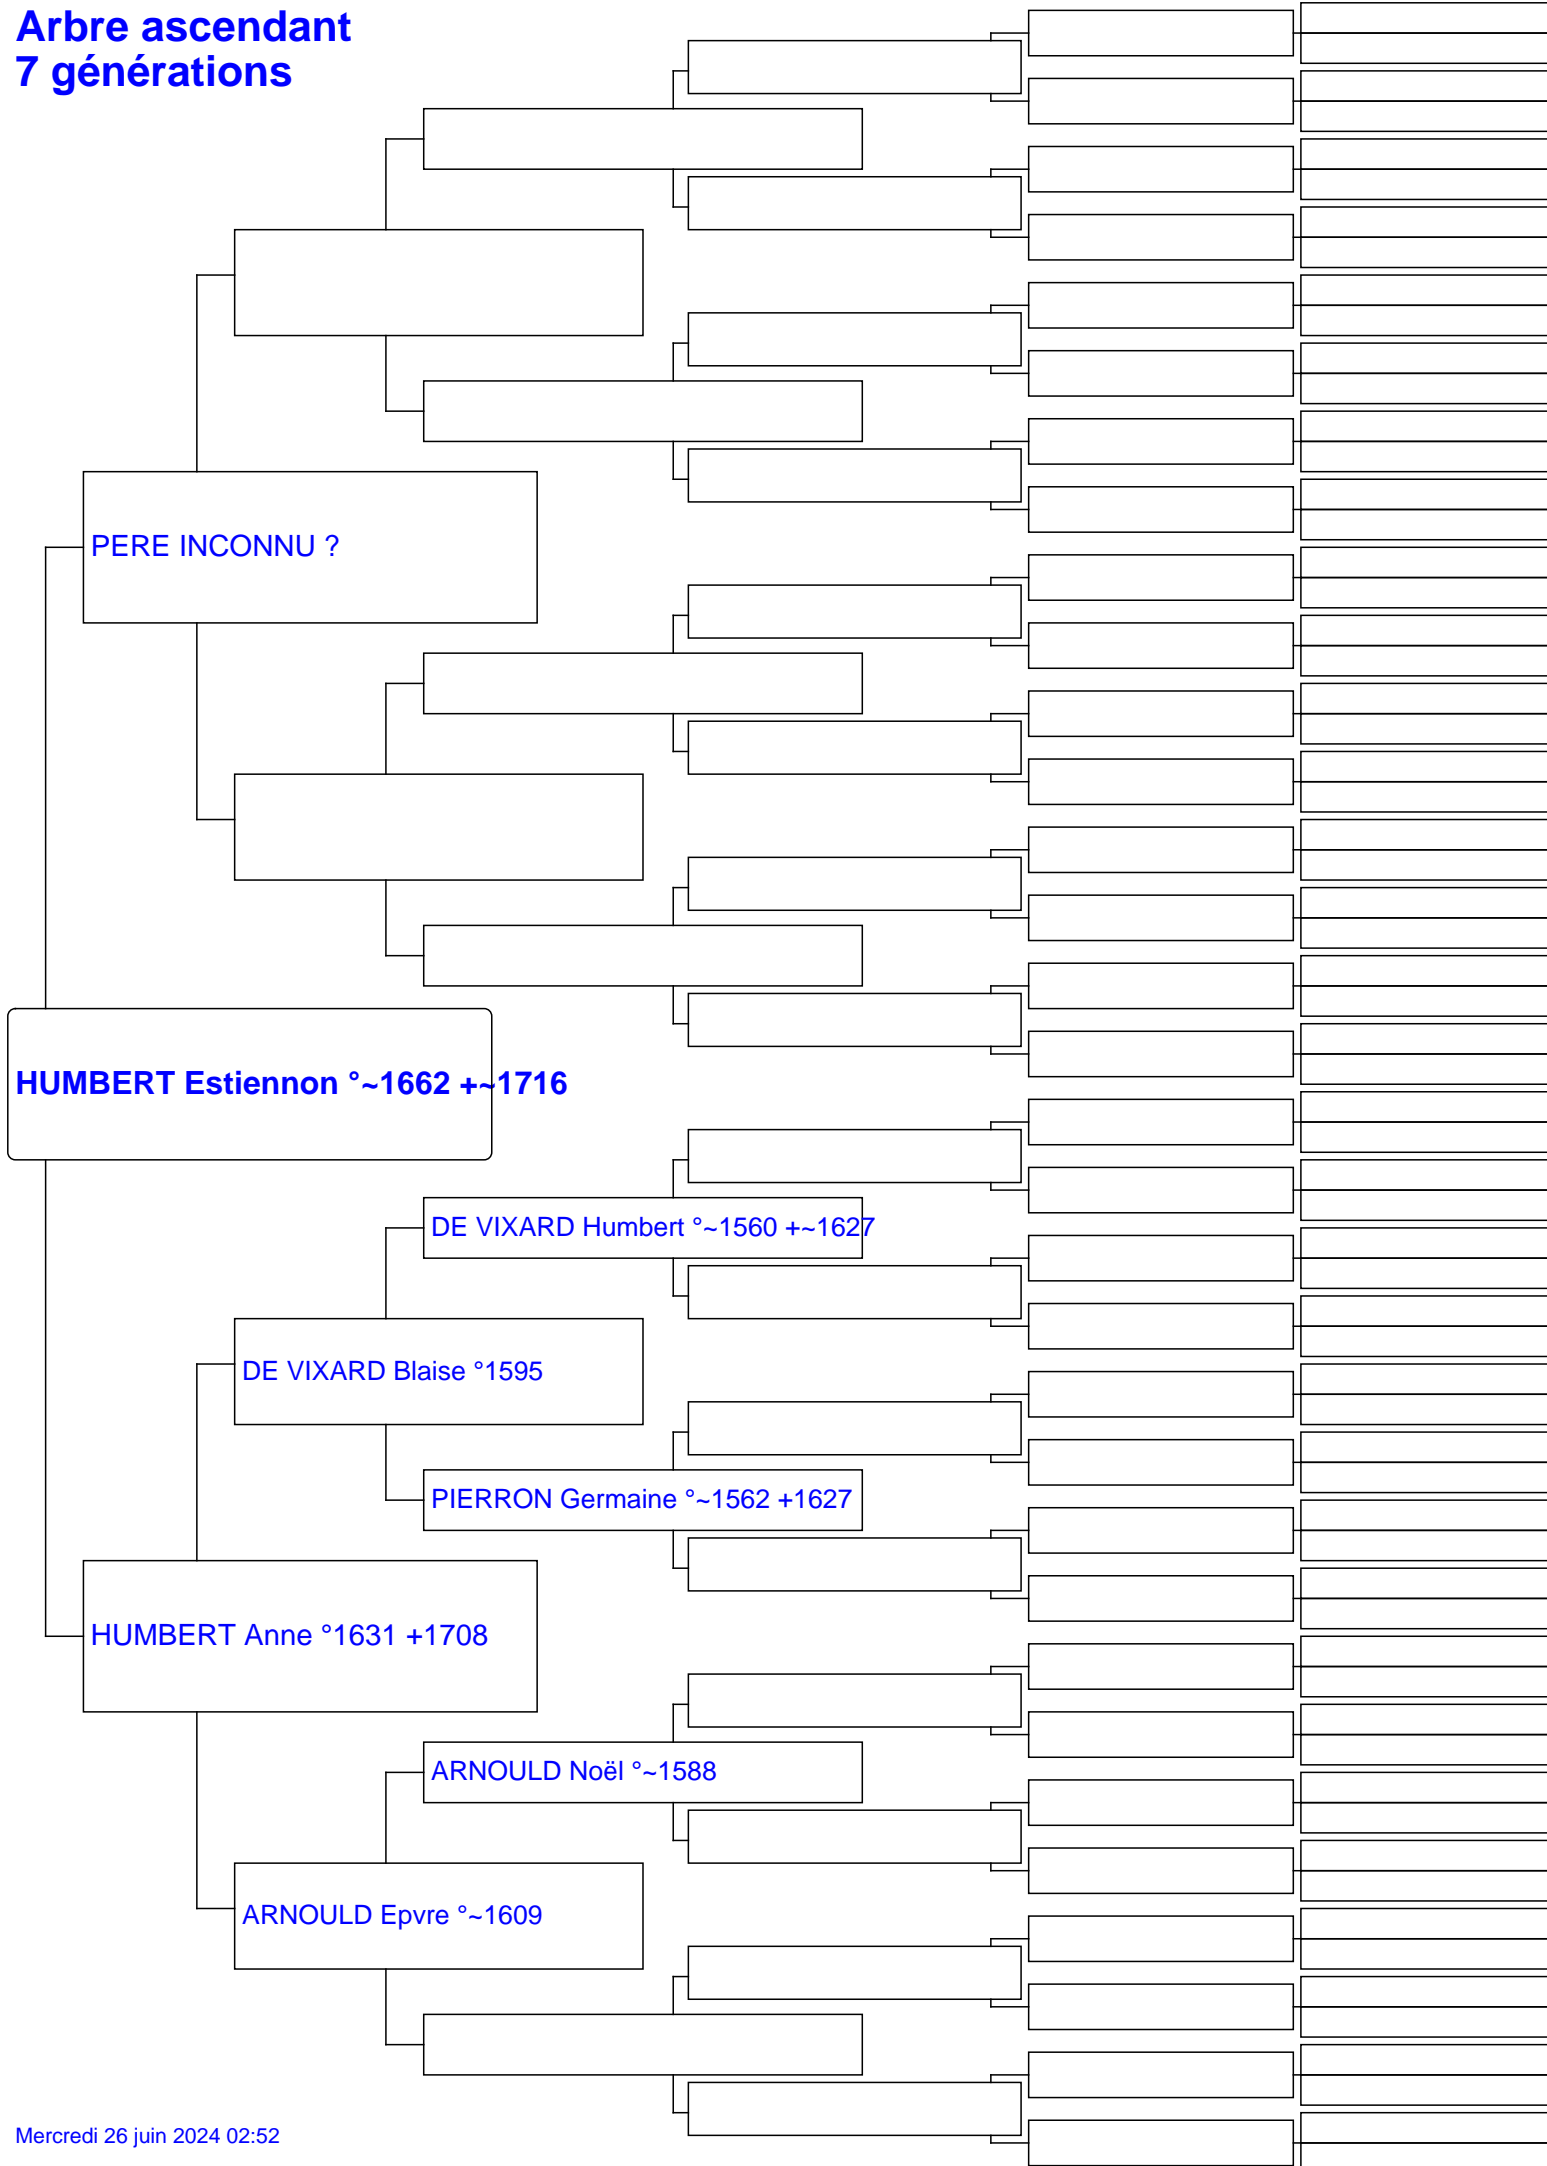 Arbre ascendant
7 générations
PERE INCONNU ?
HUMBERT Estiennon °~1662 +~1716
DE VIXARD Humbert °~1560 +~1627
DE VIXARD Blaise °1595
PIERRON Germaine °~1562 +1627
HUMBERT Anne °1631 +1708
ARNOULD Noël °~1588
ARNOULD Epvre °~1609
Mercredi 26 juin 2024 02:52